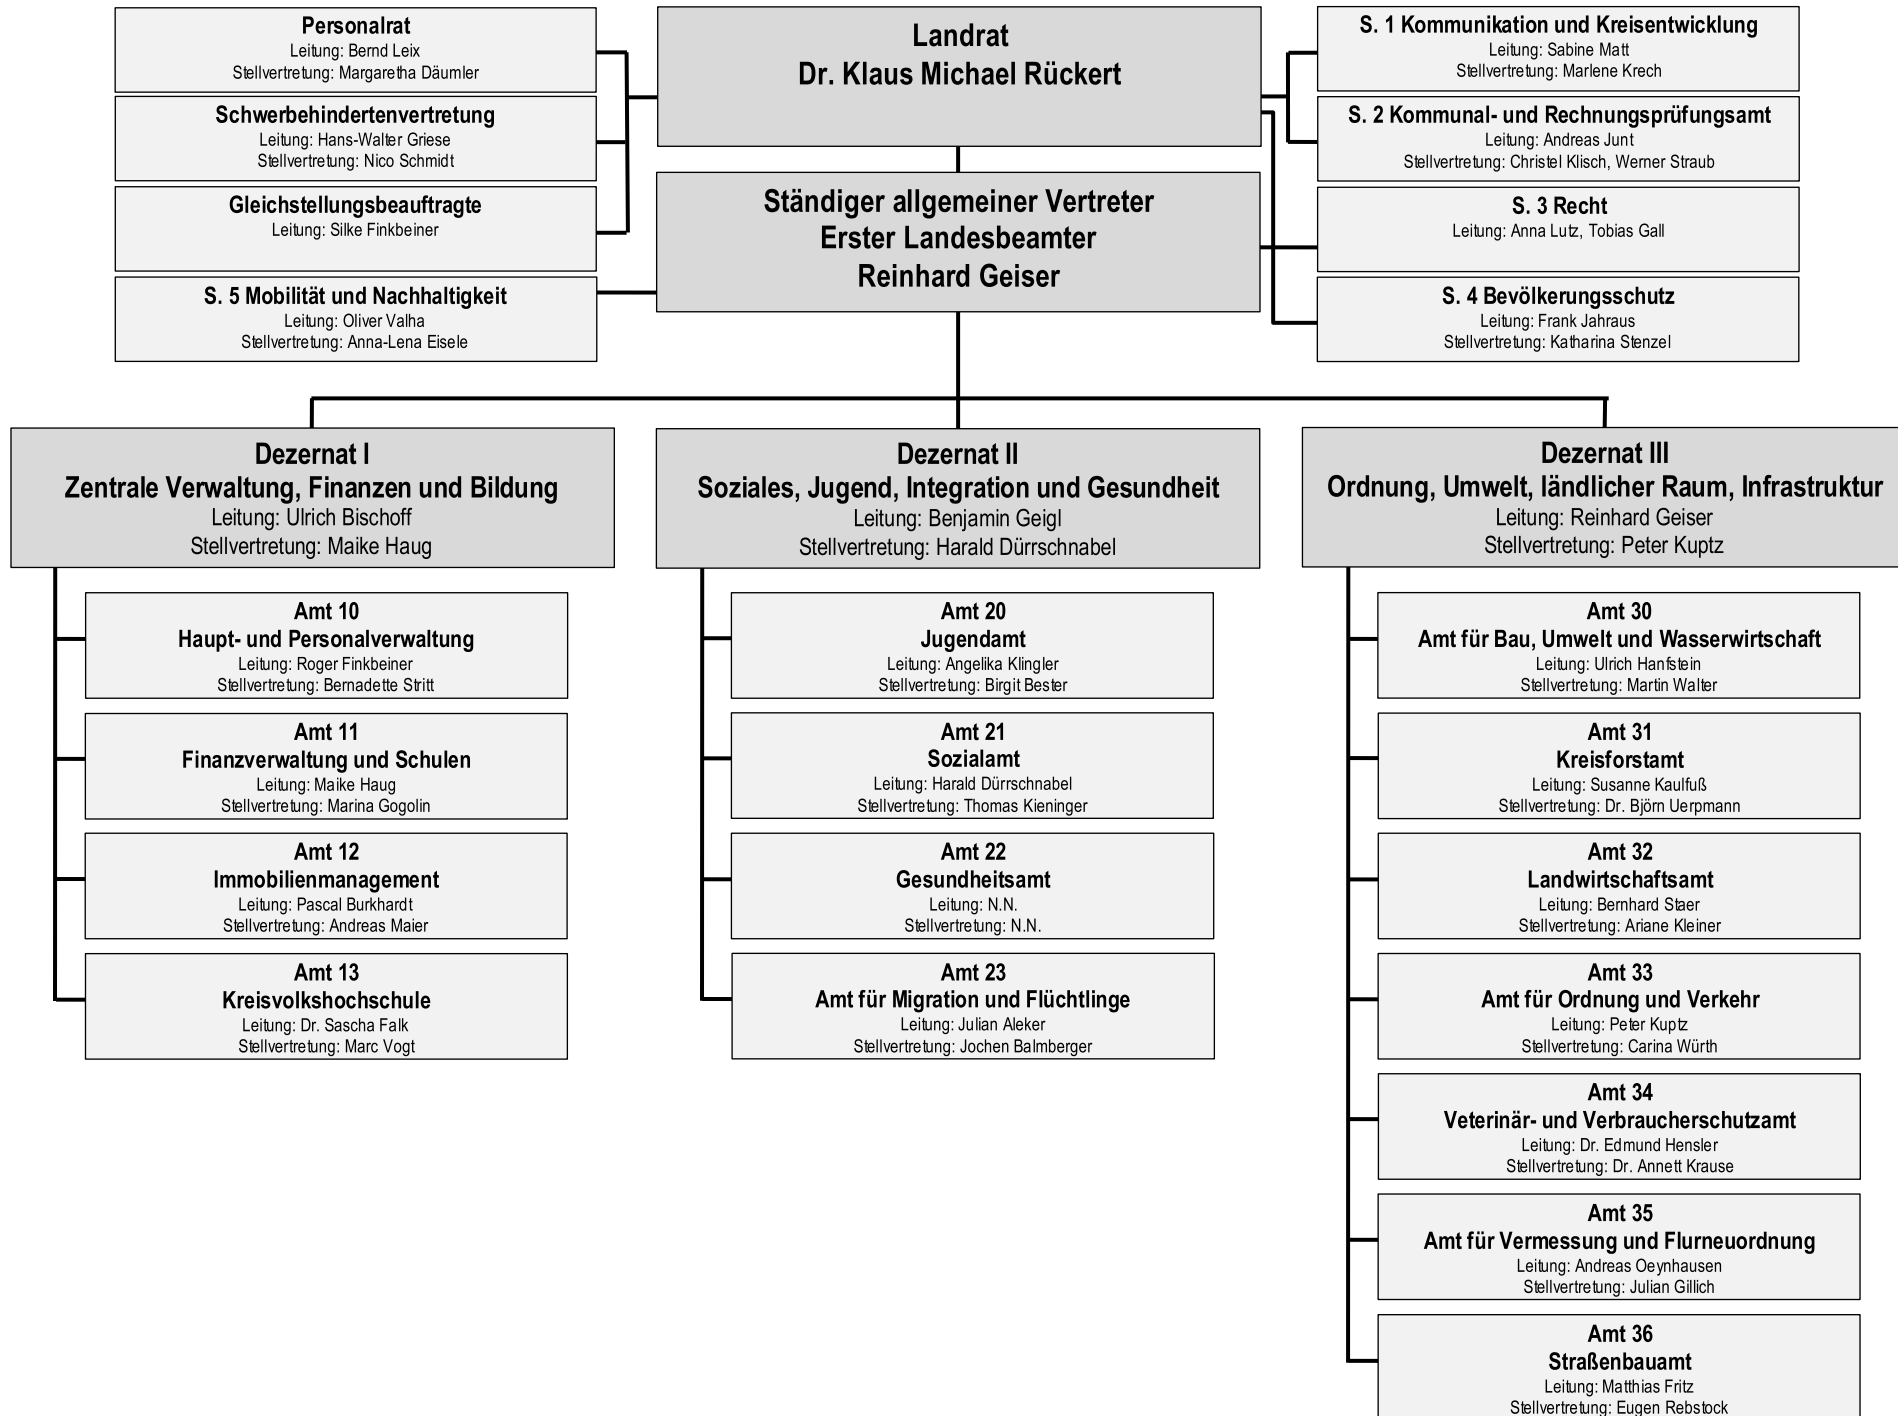 Personalrat
Leitung: Bernd Leix
Stellvertretung: Margaretha Däumler
Schwerbehindertenvertretung
Leitung: Hans-Walter Griese
Stellvertretung: Nico Schmidt
Gleichstellungsbeauftragte
Leitung: Silke Finkbeiner
S. 5 Mobilität und Nachhaltigkeit
Leitung: Oliver Valha
Stellvertretung: Anna-Lena Eisele
Landrat
Dr. Klaus Michael Rückert
Ständiger allgemeiner Vertreter
Erster Landesbeamter
Reinhard Geiser
S. 1 Kommunikation und Kreisentwicklung
Leitung: Sabine Matt
Stellvertretung: Marlene Krech
S. 2 Kommunal- und Rechnungsprüfungsamt
Leitung: Andreas Junt
Stellvertretung: Christel Klisch, Werner Straub
S. 3 Recht
Leitung: Anna Lutz, Tobias Gall
S. 4 Bevölkerungsschutz
Leitung: Frank Jahraus
Stellvertretung: Katharina Stenzel
Dezernat I
Zentrale Verwaltung, Finanzen und Bildung
Leitung: Ulrich Bischoff
Stellvertretung: Maike Haug
Amt 10
Haupt- und Personalverwaltung
Leitung: Roger Finkbeiner
Stellvertretung: Bernadette Stritt
Amt 11
Finanzverwaltung und Schulen
Leitung: Maike Haug
Stellvertretung: Marina Gogolin
Amt 12
Immobilienmanagement
Leitung: Pascal Burkhardt
Stellvertretung: Andreas Maier
Amt 13
Kreisvolkshochschule
Leitung: Dr. Sascha Falk
Stellvertretung: Marc Vogt
Dezernat II
Soziales, Jugend, Integration und Gesundheit
Leitung: Benjamin Geigl
Stellvertretung: Harald Dürrschnabel
Amt 20
Jugendamt
Leitung: Angelika Klingler
Stellvertretung: Birgit Bester
Amt 21
Sozialamt
Leitung: Harald Dürrschnabel
Stellvertretung: Thomas Kieninger
Amt 22
Gesundheitsamt
Leitung: N.N.
Stellvertretung: N.N.
Amt 23
Amt für Migration und Flüchtlinge
Leitung: Julian Aleker
Stellvertretung: Jochen Balmberger
Dezernat III
Ordnung, Umwelt, ländlicher Raum, Infrastruktur
Leitung: Reinhard Geiser
Stellvertretung: Peter Kuptz
Amt 30
Amt für Bau, Umwelt und Wasserwirtschaft
Leitung: Ulrich Hanfstein
Stellvertretung: Martin Walter
Amt 31
Kreisforstamt
Leitung: Susanne Kaulfuß
Stellvertretung: Dr. Björn Uerpmann
Amt 32
Landwirtschaftsamt
Leitung: Bernhard Staer
Stellvertretung: Ariane Kleiner
Amt 33
Amt für Ordnung und Verkehr
Leitung: Peter Kuptz
Stellvertretung: Carina Würth
Amt 34
Veterinär- und Verbraucherschutzamt
Leitung: Dr. Edmund Hensler
Stellvertretung: Dr. Annett Krause
Amt 35
Amt für Vermessung und Flurneuordnung
Leitung: Andreas Oeynhausen
Stellvertretung: Julian Gillich
Amt 36
Straßenbauamt
Leitung: Matthias Fritz
Stellvertretung: Eugen Rebstock